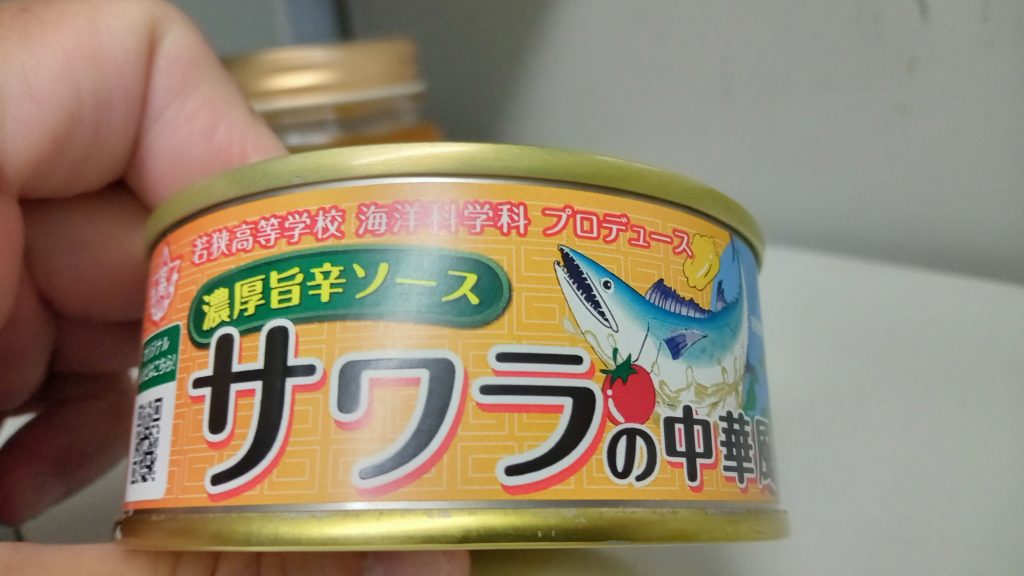 若狭高等学校 海洋科学科 プロデュース
濃厚旨辛ソース
サワラの中華風